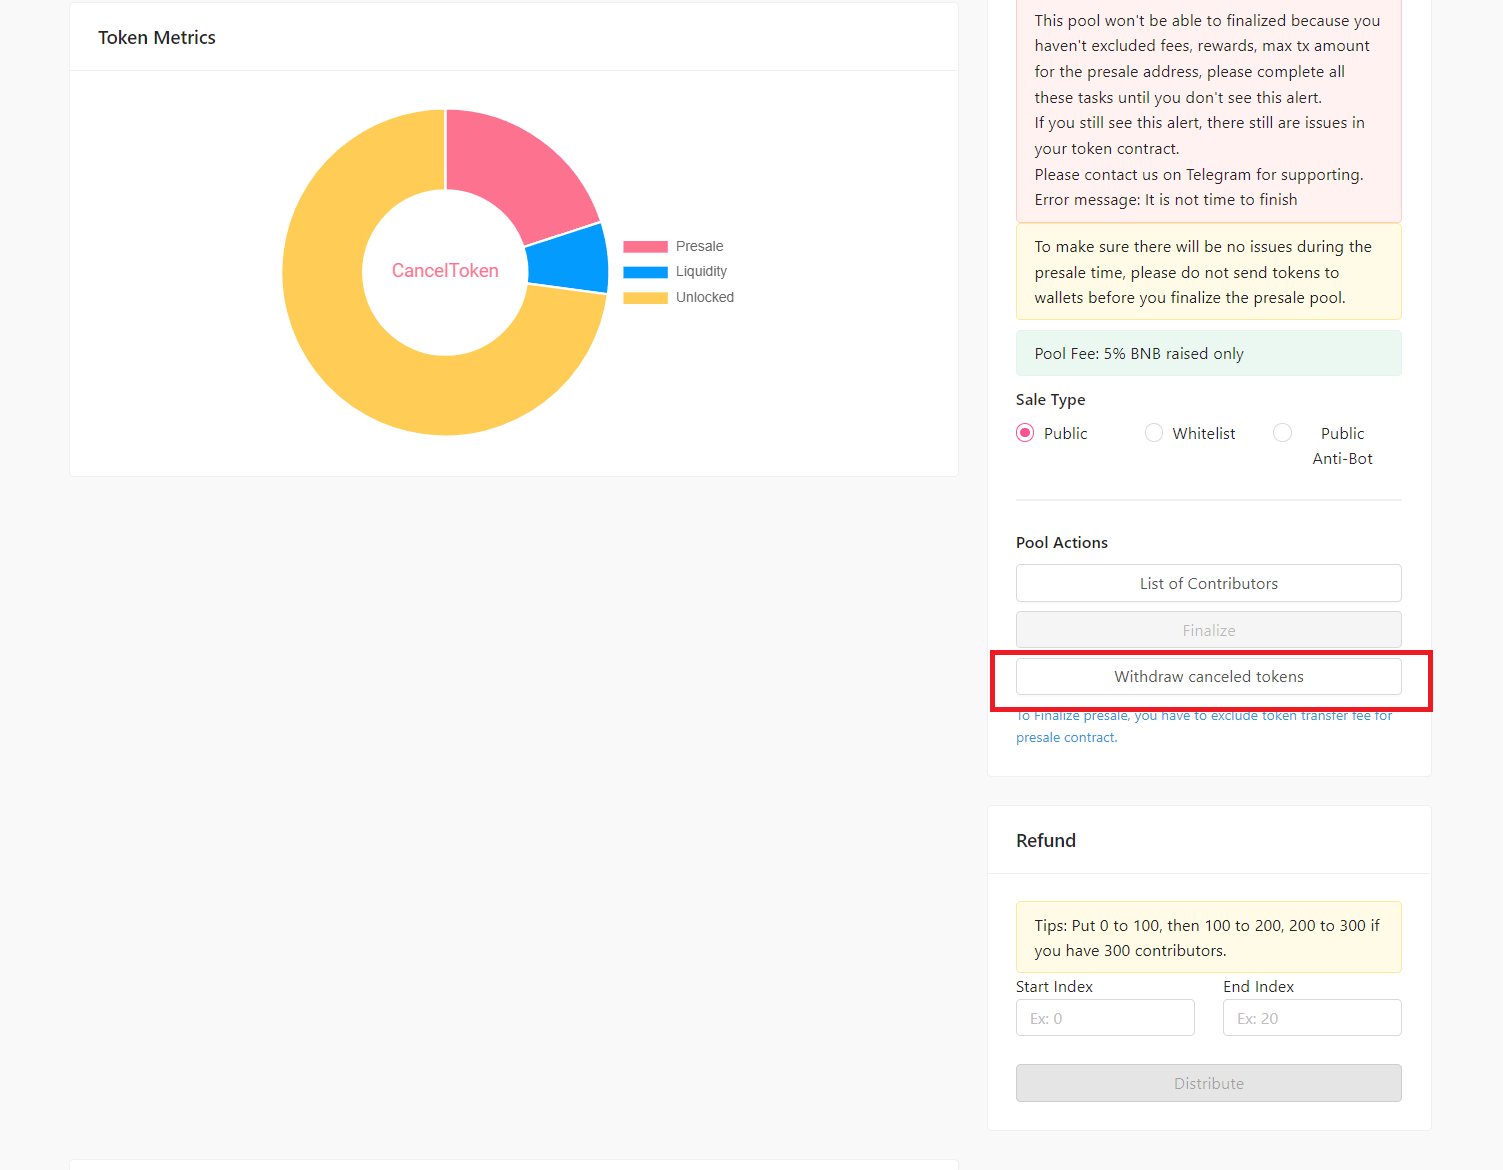 Token Metrics
CancelToken
Presale
Liquidity
Unlocked
This pool won't be able to finalized because you
haven't excluded fees, rewards, max tx amount
for the presale address, please complete all
these tasks until you don't see this alert.
If you still see this alert, there still are issues in
your token contract.
Please contact us on Telegram for supporting.
Error message: It is not time to finish
To make sure there will be no issues during the
presale time, please do not send tokens to
wallets before you finalize the presale pool.
Pool Fee: 5% BNB raised only
Sale Type
Public
Whitelist
Public
Anti-Bot
Pool Actions
List of Contributors
Finalize
Withdraw canceled tokens
To Finalize presale, you have to exclude token transfer fee for
presale contract.
Refund
Tips: Put 0 to 100, then 100 to 200, 200 to 300 if
you have 300 contributors.
Start Index
End Index
Ex: 0
Ex: 20
Distribute